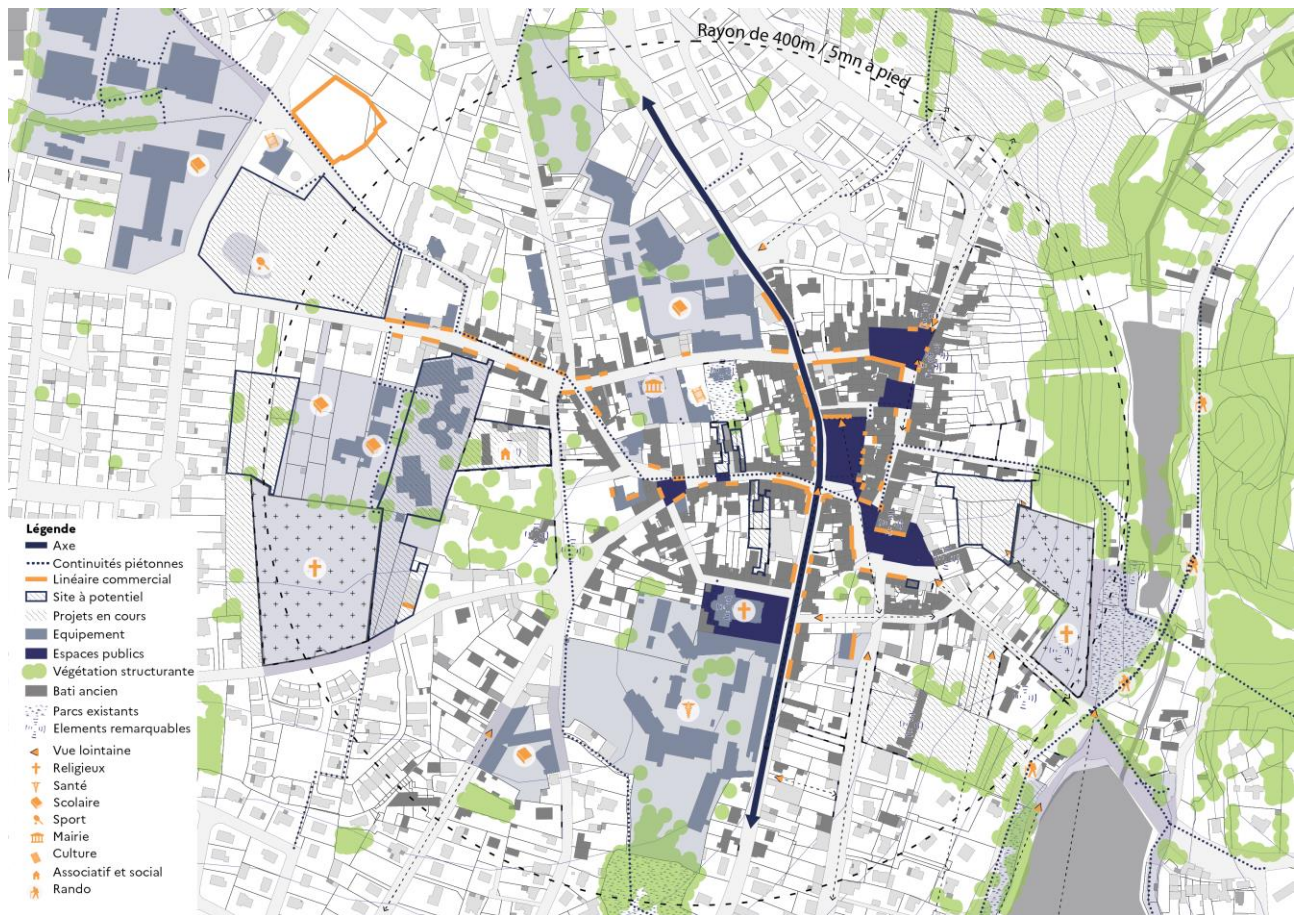 Rayon de 400m / 5mn à pied
Légende
Axe
Continuités piétonnes
Linéaire commercial
Site à potentiel
Projets en cours
Equipement
Espaces publics
Végétation structurante
Bati ancien
Parcs existants
Elements remarquables
Vue lointaine
Religieux
Santé
Scolaire
Sport
Mairie
Culture
Associatif et social
Rando